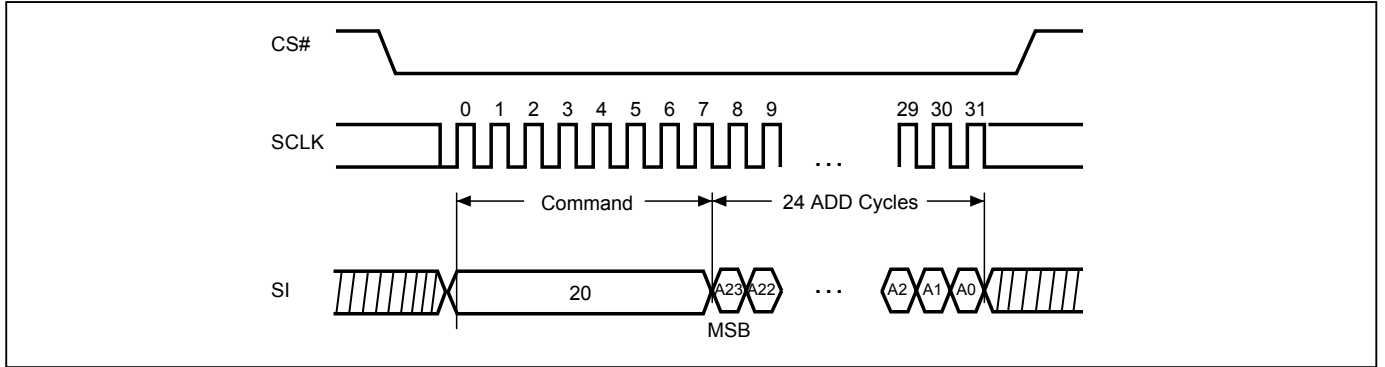 CS#
0 1 2 3 4 5 6 7 8 9 29 30 31
SCLK
...
Command
24 ADD Cycles
SI
20
A23 A22
...
A2 A1 A0
MSB